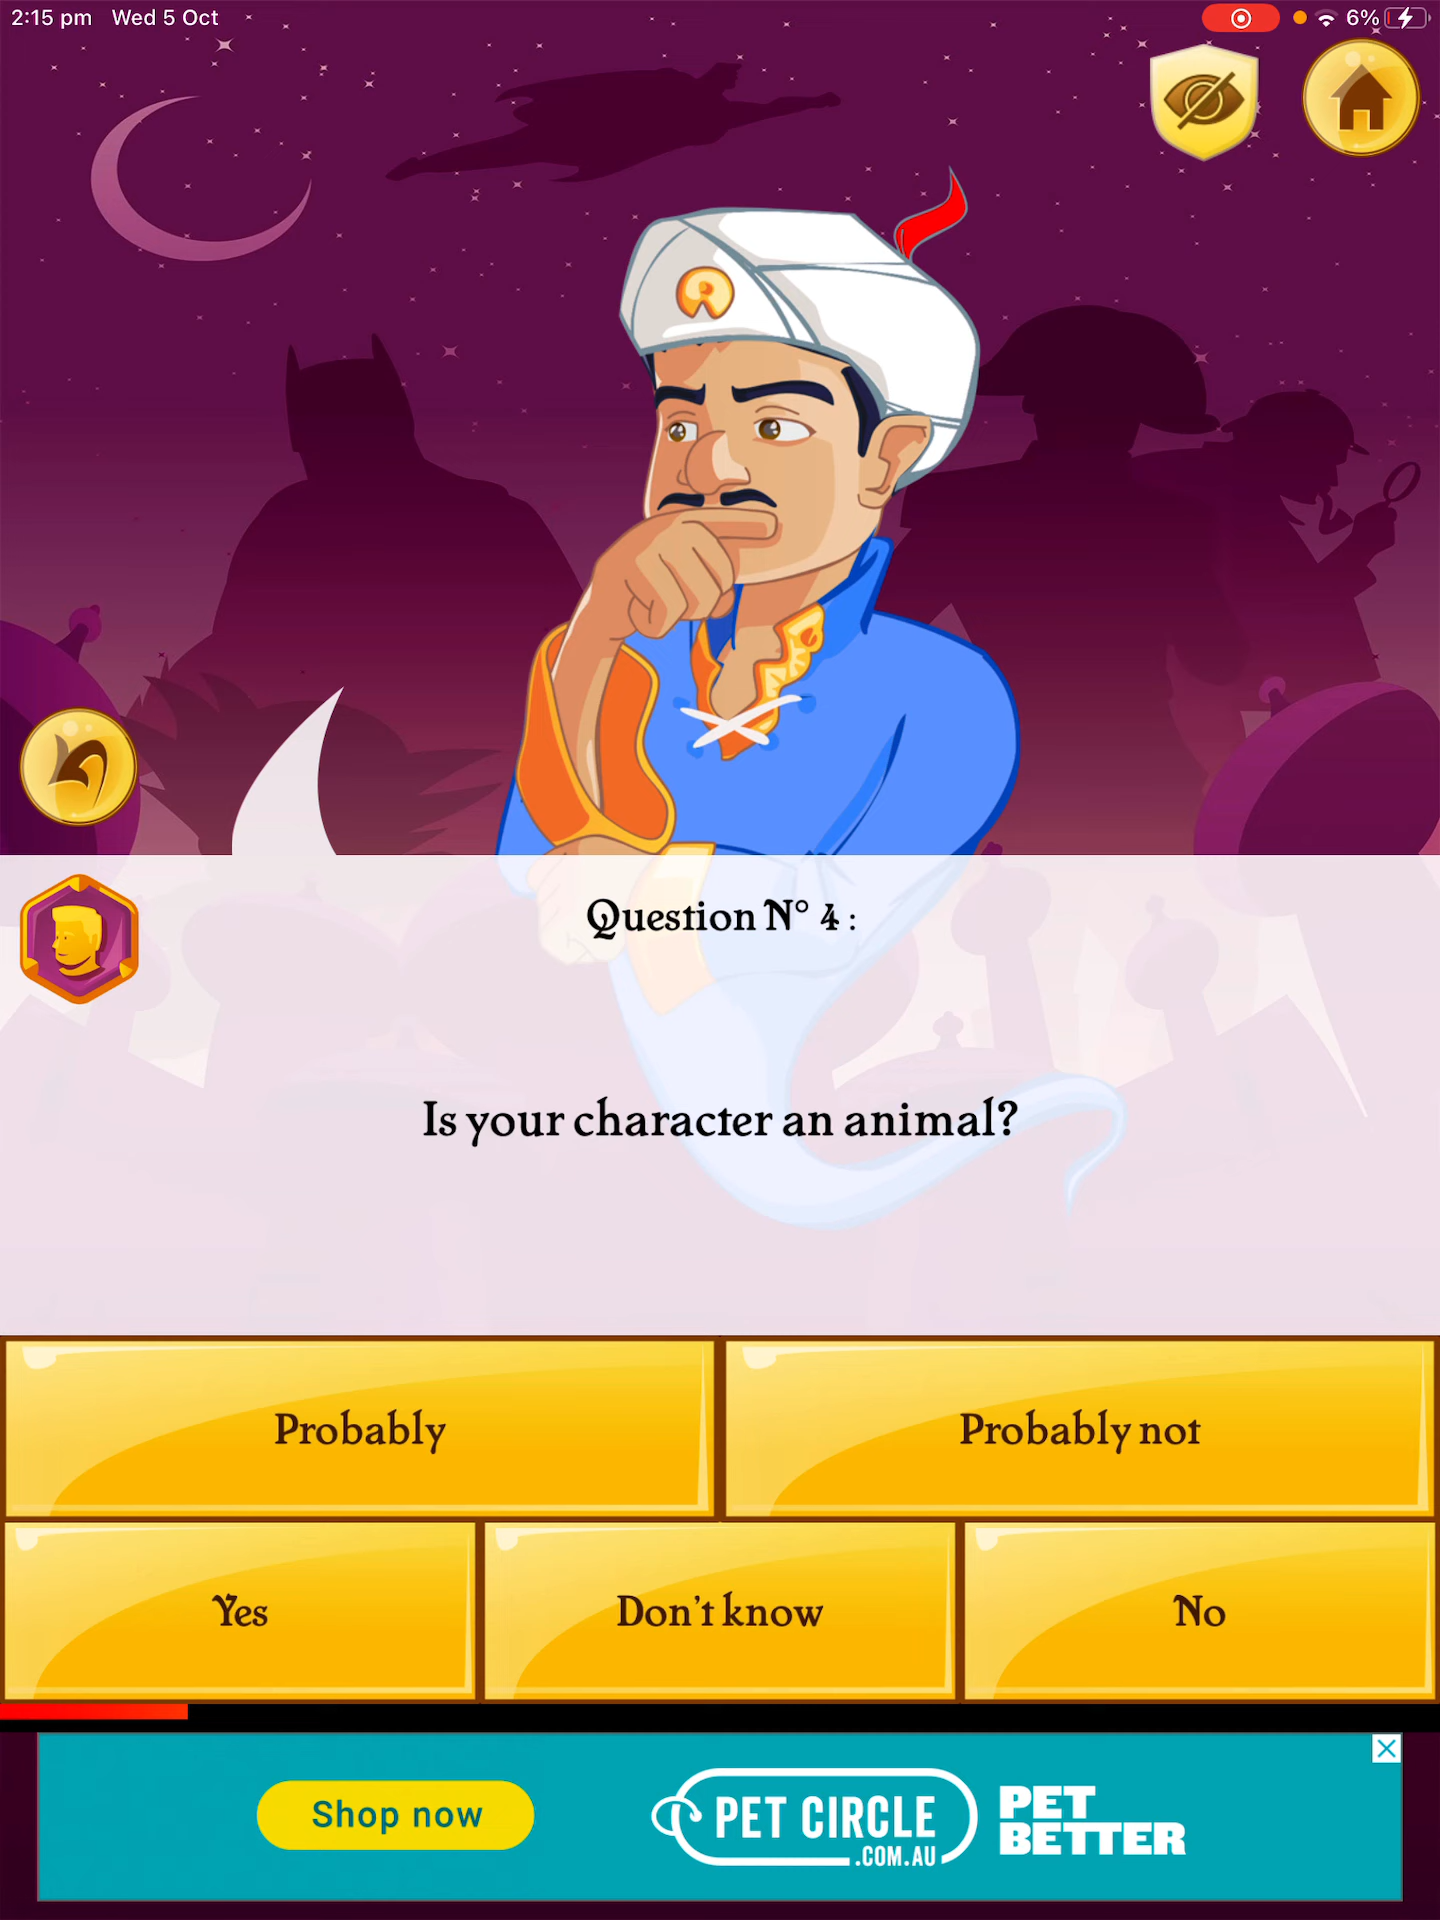 2:15 pm Wed 5 Oct
6%
Question N° 4 :
Is your character an animal?
Probably
Probably not
Yes
Don't know
No
Shop now
PET CIRCLE
.COM.AU
PET
BETTER